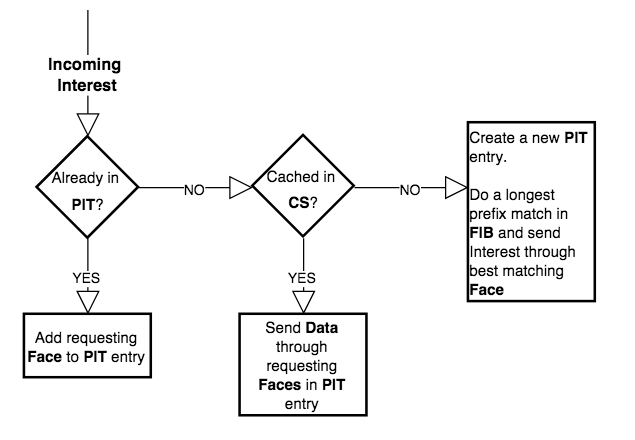 Incoming
Interest
Already in
PIT?
NO
Cached in
CS?
NO
Create a new PIT
entry.
Do a longest
prefix match in
FIB and send
Interest through
best matching
Face
YES
YES
Add requesting
Face to PIT entry
Send Data
through
requesting
Faces in PIT
entry